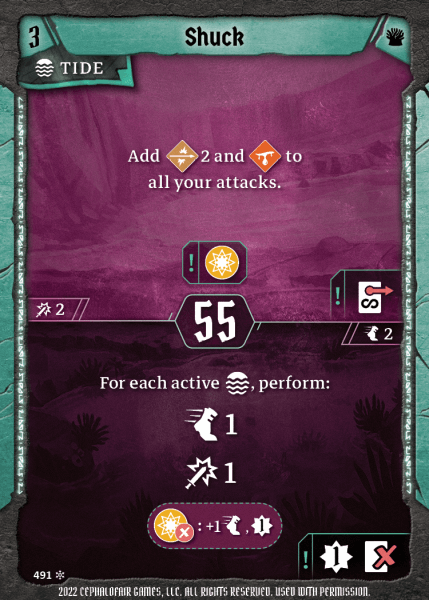 3
Shuck
TIDE
Add 2 and to
all your attacks.
!
!
2
55
2
For each active , perform:
1
1
: +1 , 1
! 1
491
2022 CEPHALOFAIR GAMES, LLC. ALL RIGHTS RESERVED. USED WITH PERMISSION.